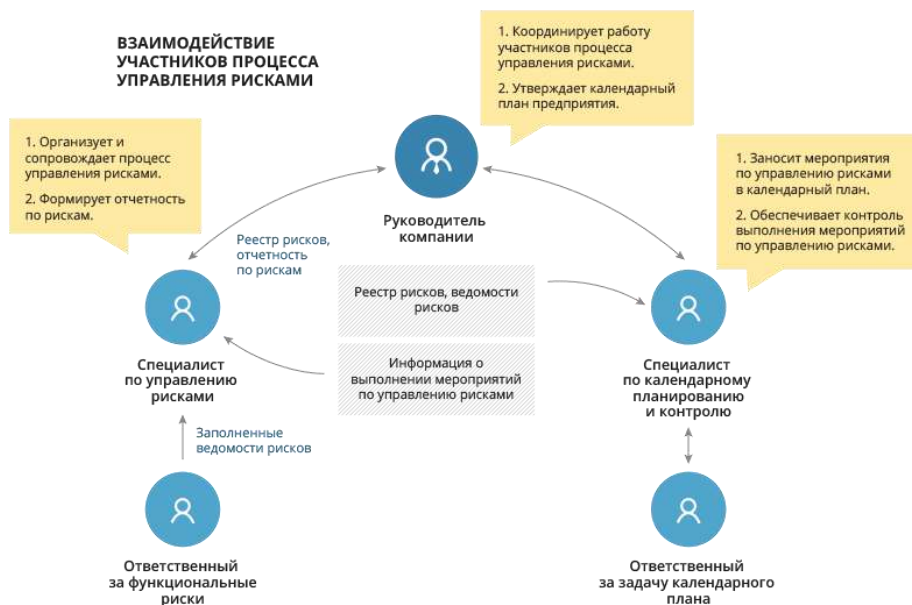 ВЗАИМОДЕЙСТВИЕ
УЧАСТНИКОВ ПРОЦЕССА
УПРАВЛЕНИЯ РИСКАМИ
1. Координирует работу
участников процесса
управления рисками.
2. Утверждает календарный
план предприятия.
1. Организует и
сопровождает процесс
управления рисками.
2. Формирует отчетность
по рискам.
1. Заносит мероприятия
по управлению рисками
в календарный план.
2. Обеспечивает контроль
выполнения мероприятий
по управлению рисками.
Руководитель
компании
Реестр рисков,
отчетность
по рискам
Реестр рисков, ведомости
рисков
Специалист
по управлению
рисками
Информация о
выполнении мероприятий
по управлению рисками
Специалист
по календарному
планированию
и контролю
Заполненные
ведомости рисков
Ответственный
за функциональные
риски
Ответственный
за задачу календарного
плана